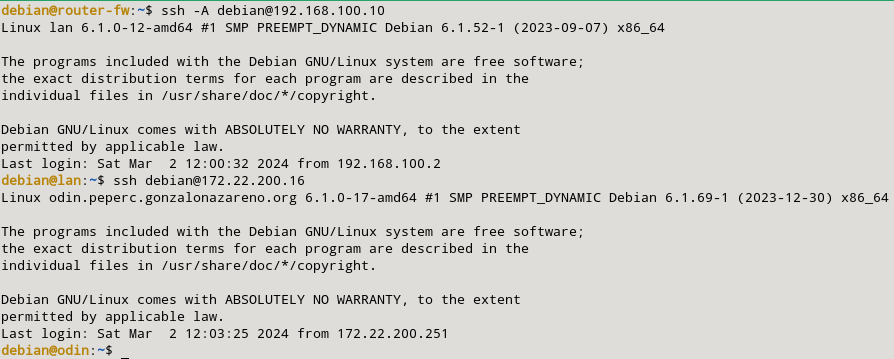 debian@router-fw:~$ ssh -A debian@192.168.100.10
Linux lan 6.1.0-12-amd64 #1 SMP PREEMPT_DYNAMIC Debian 6.1.52-1 (2023-09-07) x86_64

The programs included with the Debian GNU/Linux system are free software;
the exact distribution terms for each program are described in the
individual files in /usr/share/doc/*/copyright.

Debian GNU/Linux comes with ABSOLUTELY NO WARRANTY, to the extent
permitted by applicable law.
Last login: Sat Mar  2 12:00:32 2024 from 192.168.100.2
debian@lan:~$ ssh debian@172.22.200.16
Linux odin.peperc.gonzalonazareno.org 6.1.0-17-amd64 #1 SMP PREEMPT_DYNAMIC Debian 6.1.69-1 (2023-12-30) x86_64

The programs included with the Debian GNU/Linux system are free software;
the exact distribution terms for each program are described in the
individual files in /usr/share/doc/*/copyright.

Debian GNU/Linux comes with ABSOLUTELY NO WARRANTY, to the extent
permitted by applicable law.
Last login: Sat Mar  2 12:03:25 2024 from 172.22.200.251
debian@odin:~$ _